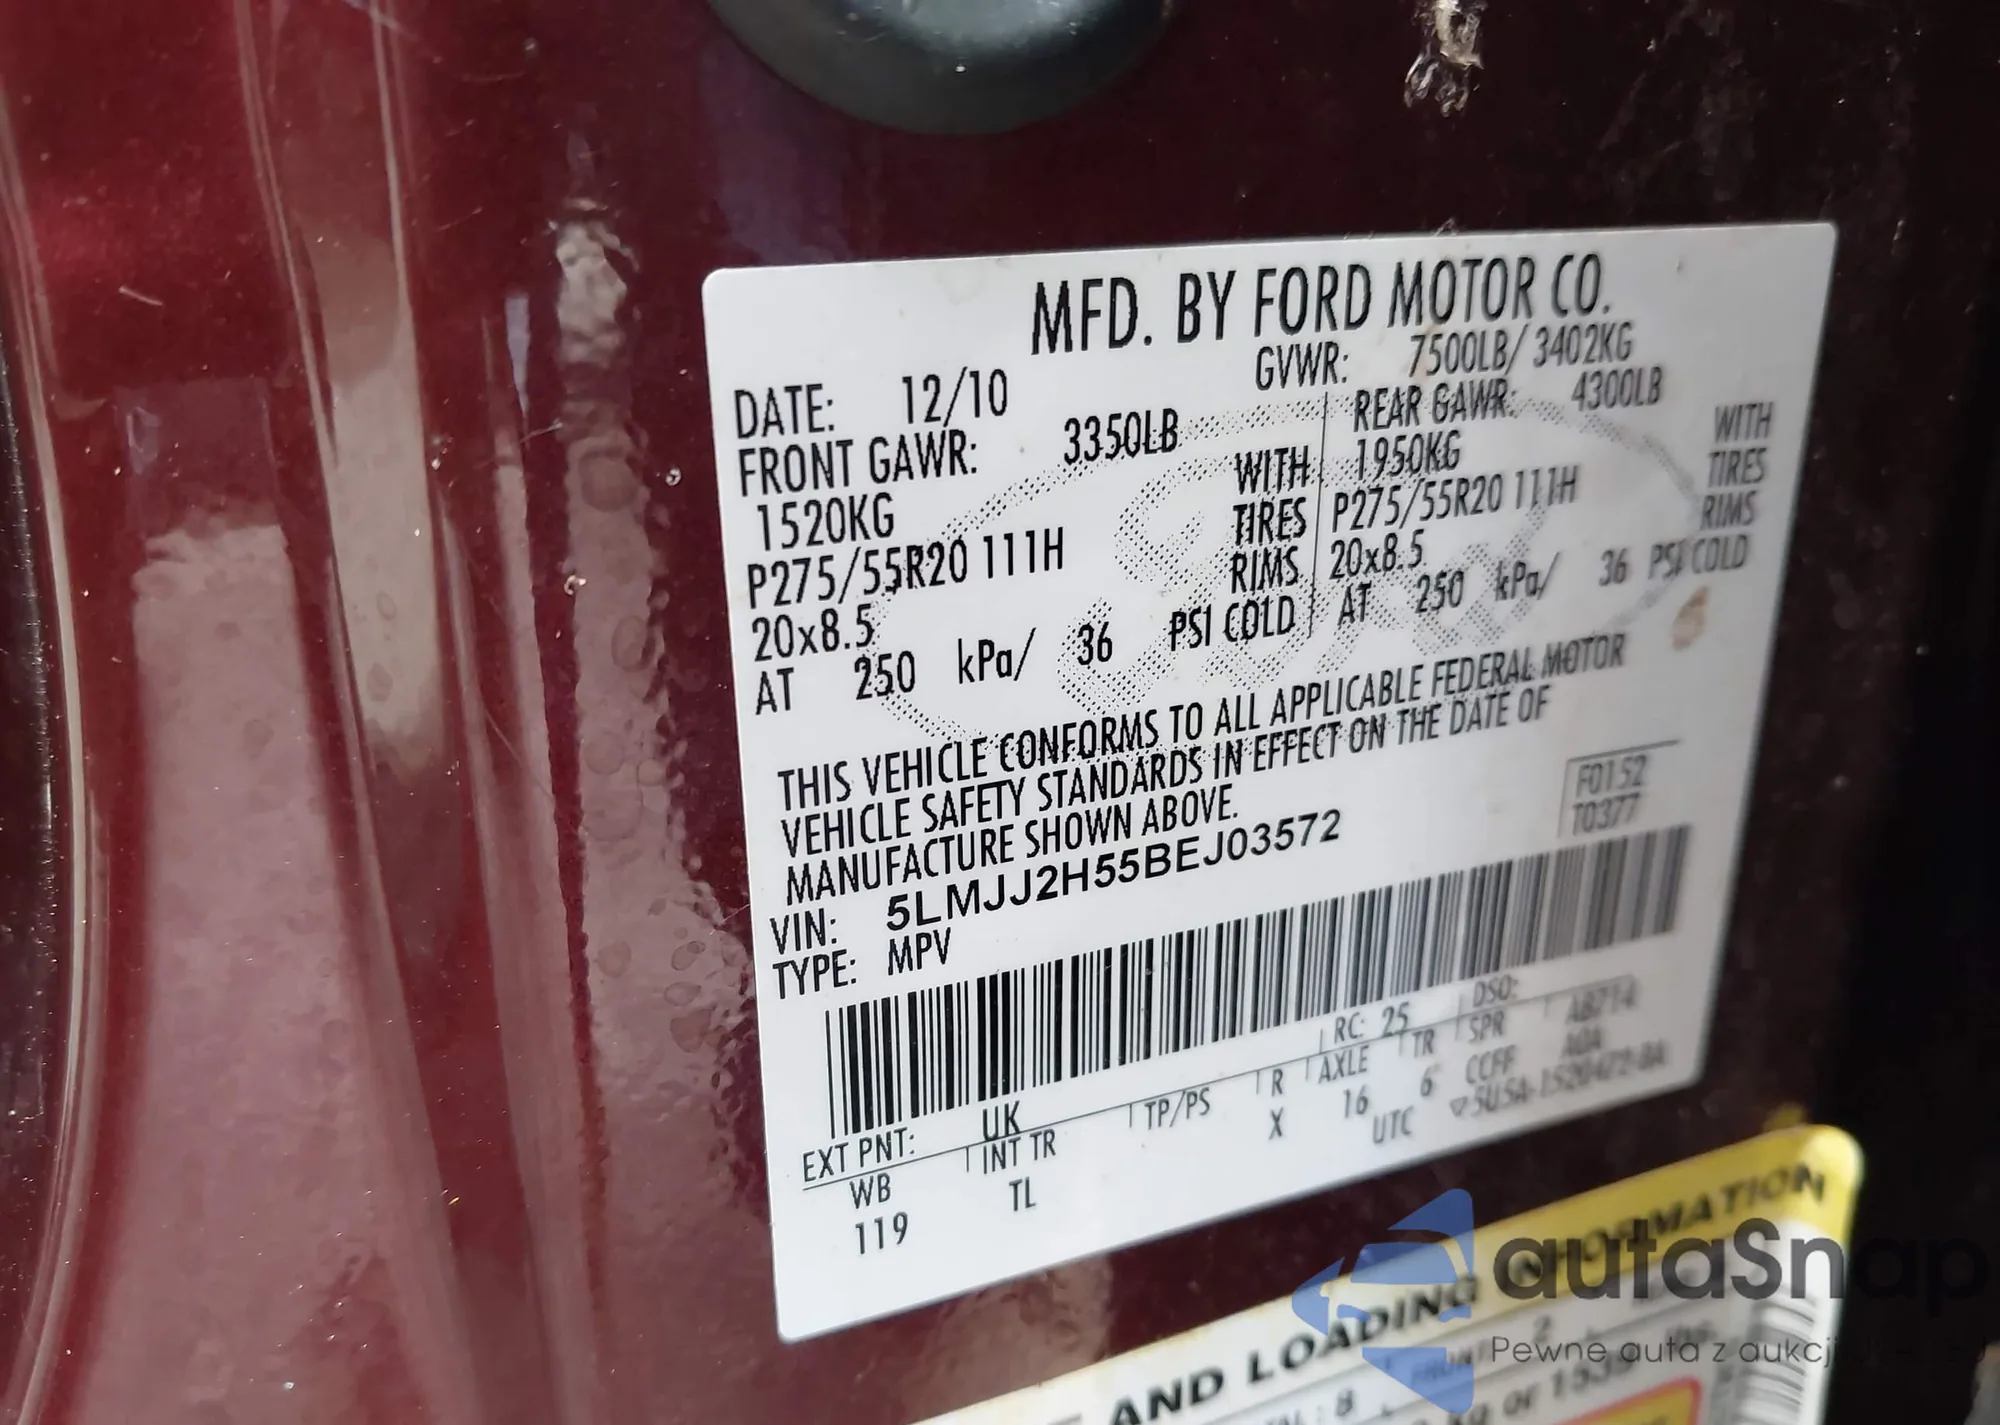 MFD. BY FORD MOTOR CO.
DATE: 12/10 GVWR: 7500LB/ 3402KG
FRONT GAWR: 3350LB REAR GAWR: 4300LB
1520KG WITH 1950KG WITH
P275/55R20 111H TIRES P275/55R20 111H TIRES
20x8.5 RIMS 20x8.5 RIMS
AT 250 kPa/ 36 PSI COLD AT 250 kPa/ 36 PSI COLD
THIS VEHICLE CONFORMS TO ALL APPLICABLE FEDERAL MOTOR
VEHICLE SAFETY STANDARDS IN EFFECT ON THE DATE OF
MANUFACTURE SHOWN ABOVE.
F0152
T0377
VIN: 5LMJJ2H55BEJ03572
TYPE: MPV
EXT PNT: UK RC: 25 DSO:
WB INT TR TP/PS R AXLE TR SPR AB714
119 TL X 16 6 CCFF A0A
UTC
AND LOADING INFORMATION
autaSnap
Pewne auta z aukcji